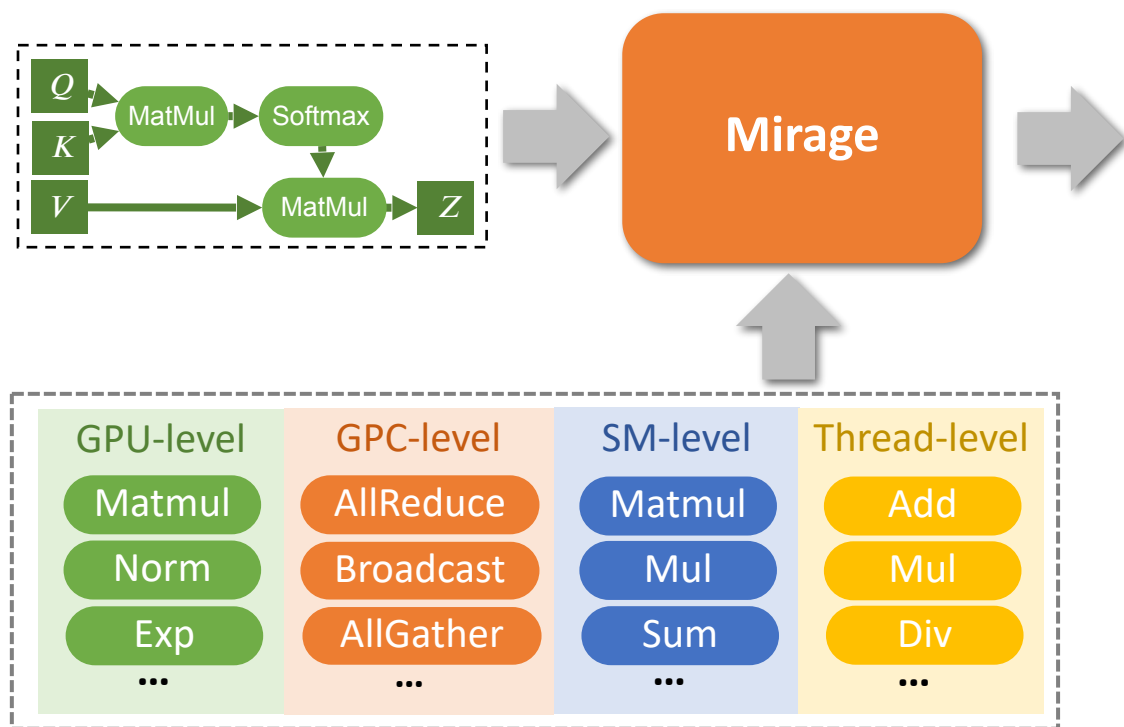 Q
MatMul
Softmax
K
V
MatMul
Z
Mirage
GPU-level
Matmul
Norm
Exp
...
GPC-level
AllReduce
Broadcast
AllGather
...
SM-level
Matmul
Mul
Sum
...
Thread-level
Add
Mul
Div
...